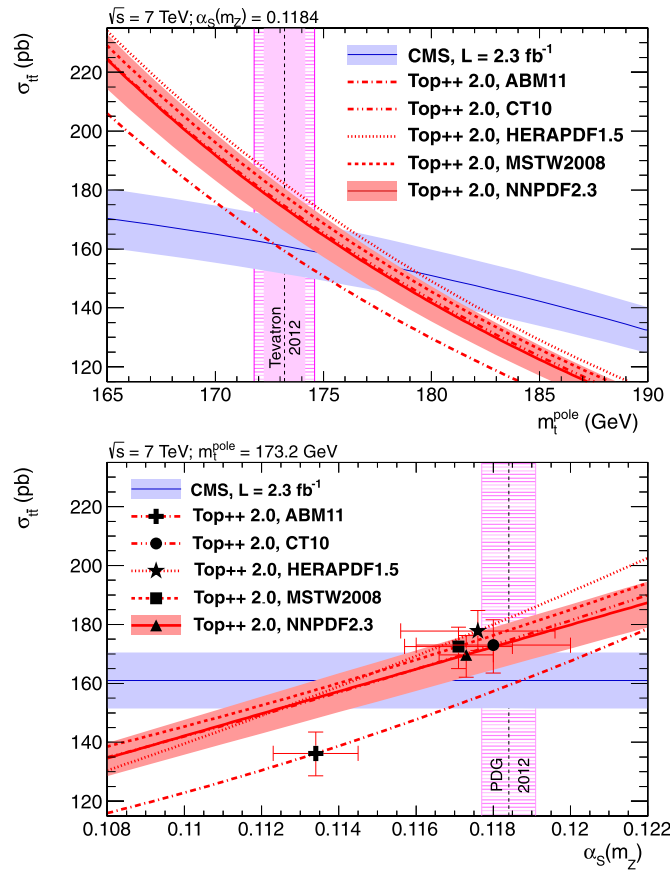 √s = 7 TeV; αS(mZ) = 0.1184
σtt̄ (pb)
CMS, L = 2.3 fb⁻¹
Top++ 2.0, ABM11
Top++ 2.0, CT10
Top++ 2.0, HERAPDF1.5
Top++ 2.0, MSTW2008
Top++ 2.0, NNPDF2.3
220
200
180
160
140
120
Tevatron
2012
165 170 175 180 185 190
mt^pole (GeV)
√s = 7 TeV; mt^pole = 173.2 GeV
σtt̄ (pb)
CMS, L = 2.3 fb⁻¹
Top++ 2.0, ABM11
Top++ 2.0, CT10
Top++ 2.0, HERAPDF1.5
Top++ 2.0, MSTW2008
Top++ 2.0, NNPDF2.3
220
200
180
160
140
120
PDG
2012
0.108 0.11 0.112 0.114 0.116 0.118 0.12 0.122
αS(mZ)